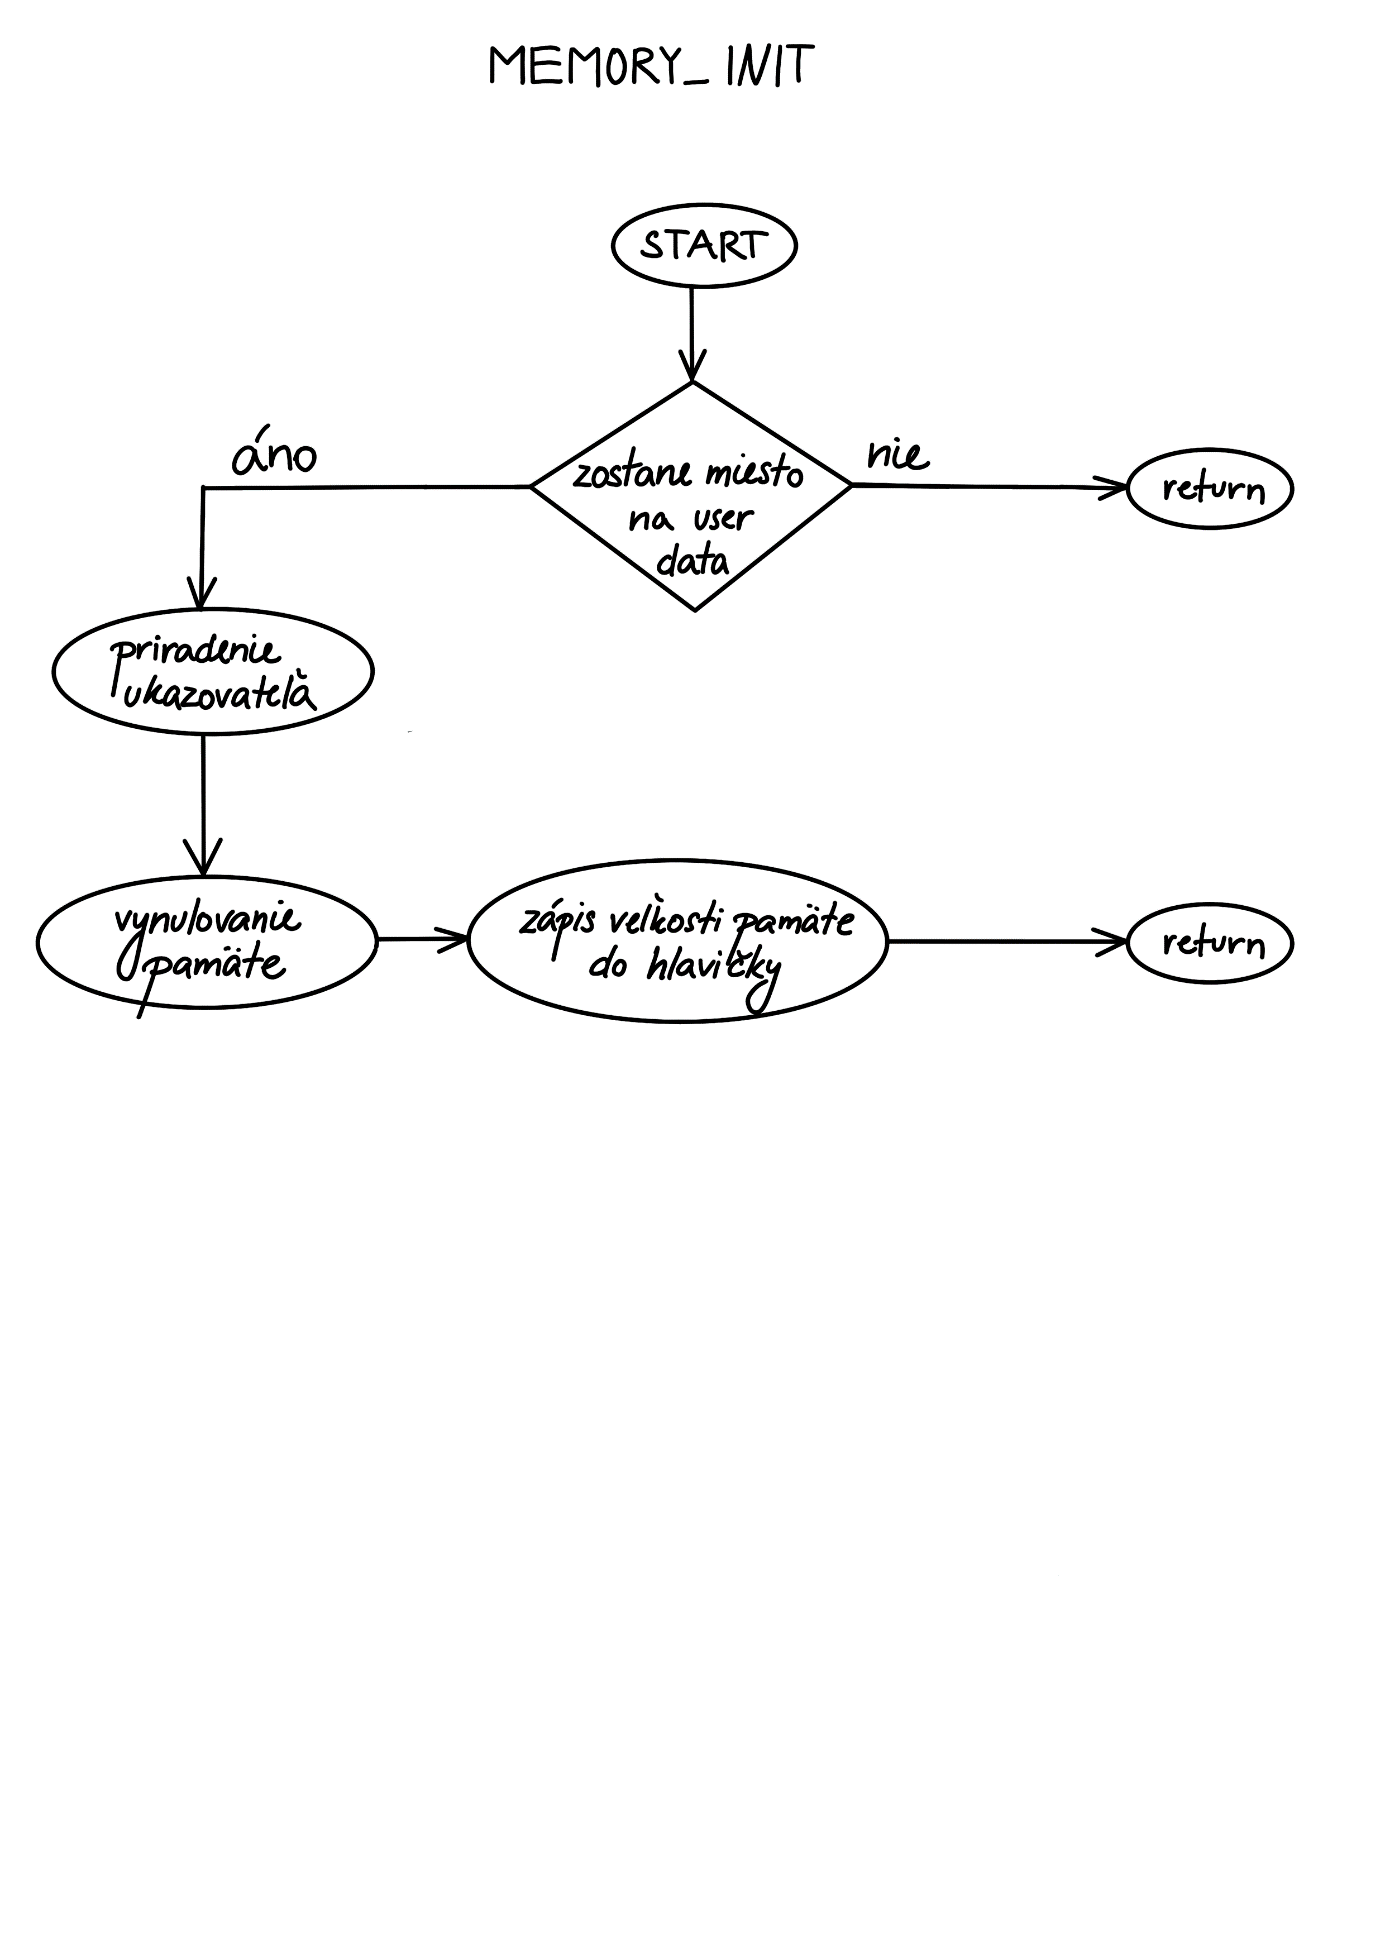 MEMORY_INIT
START
áno
nie
zostane miesto
na user
data
return
priradenie
ukazovateľa
vynulovanie
pamäte
zápis veľkosti pamäte
do hlavičky
return